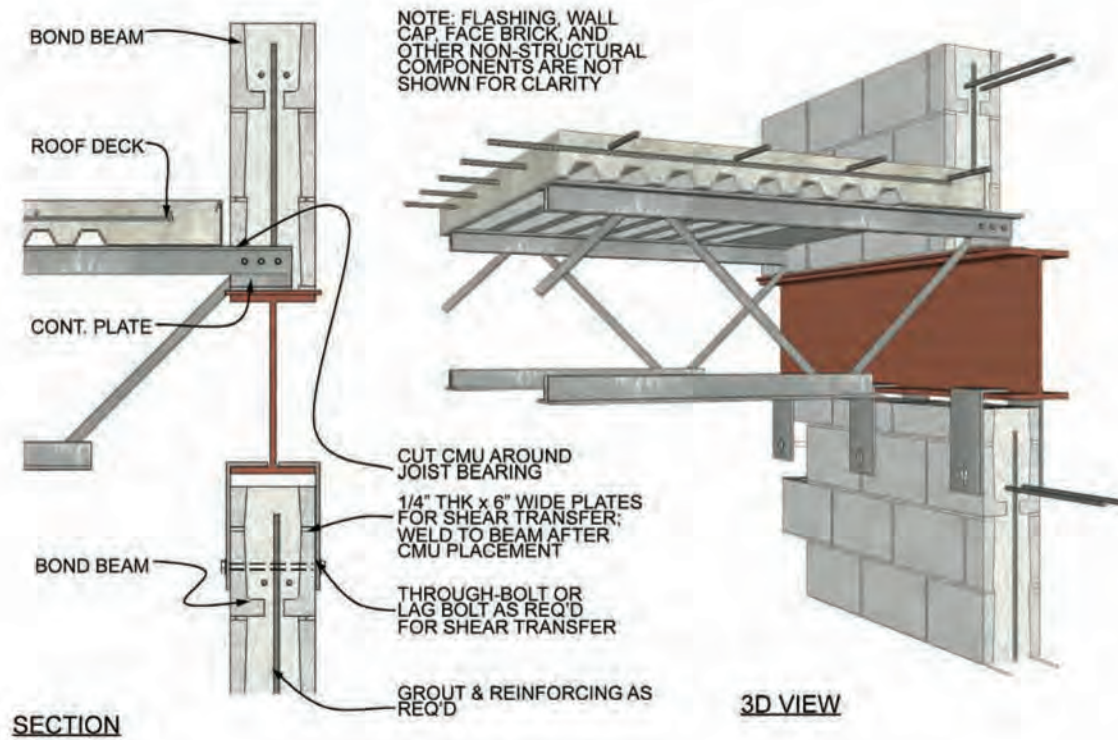 BOND BEAM
NOTE: FLASHING, WALL
CAP, FACE BRICK, AND
OTHER NON-STRUCTURAL
COMPONENTS ARE NOT
SHOWN FOR CLARITY
ROOF DECK
CONT. PLATE
CUT CMU AROUND
JOIST BEARING
1/4" THK x 6" WIDE PLATES
FOR SHEAR TRANSFER;
WELD TO BEAM AFTER
CMU PLACEMENT
BOND BEAM
THROUGH-BOLT OR
LAG BOLT AS REQ'D
FOR SHEAR TRANSFER
GROUT & REINFORCING AS
REQ'D
SECTION
3D VIEW